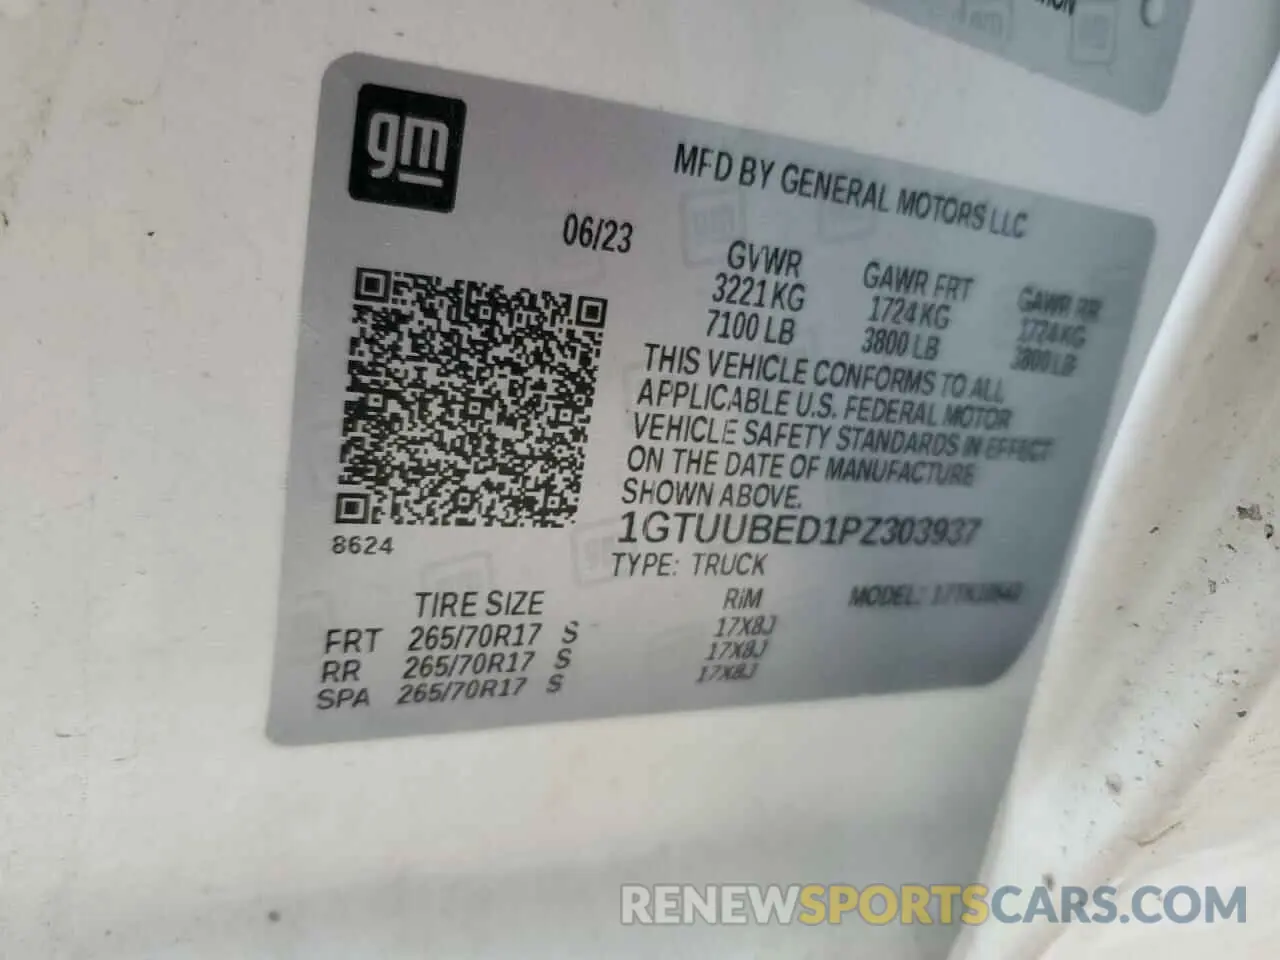 gm
MFD BY GENERAL MOTORS LLC
06/23
GVWR GAWR FRT GAWR RR
3221 KG 1724 KG 1724 KG
7100 LB 3800 LB 3800 LB
THIS VEHICLE CONFORMS TO ALL
APPLICABLE U.S. FEDERAL MOTOR
VEHICLE SAFETY STANDARDS IN EFFECT
ON THE DATE OF MANUFACTURE
SHOWN ABOVE.
1GTUUBED1PZ303937
8624
TYPE: TRUCK
TIRE SIZE RIM MODEL:
FRT 265/70R17 S 17X8J
RR 265/70R17 S 17X8J
SPA 265/70R17 S 17X8J
RENEWSPORTSCARS.COM